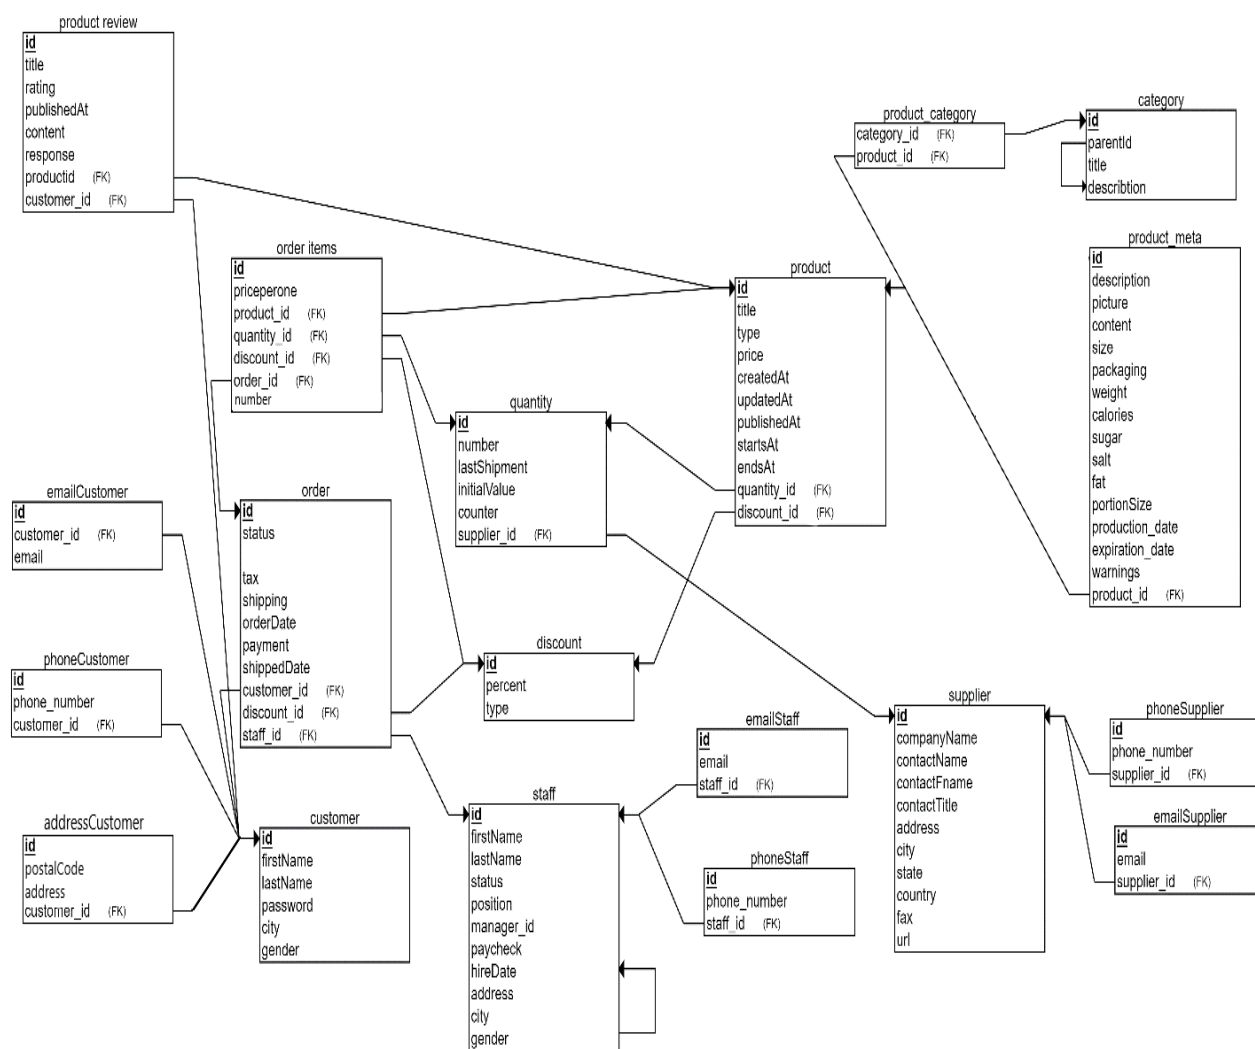 product review
id
title
rating
publishedAt
content
response
productid (FK)
customer_id (FK)
order items
id
priceperone
product_id (FK)
quantity_id (FK)
discount_id (FK)
order_id (FK)
number
product_category
category_id (FK)
product_id (FK)
category
id
parentId
title
describtion
product
id
title
type
price
createdAt
updatedAt
publishedAt
startsAt
endsAt
quantity_id (FK)
discount_id (FK)
product_meta
id
description
picture
content
size
packaging
weight
calories
sugar
salt
fat
portionSize
production_date
expiration_date
warnings
product_id (FK)
quantity
id
number
lastShipment
initialValue
counter
supplier_id (FK)
emailCustomer
id
customer_id (FK)
email
order
id
status
tax
shipping
orderDate
payment
shippedDate
customer_id (FK)
discount_id (FK)
staff_id (FK)
discount
id
percent
type
phoneCustomer
id
phone_number
customer_id (FK)
addressCustomer
id
postalCode
address
customer_id (FK)
customer
id
firstName
lastName
password
city
gender
staff
id
firstName
lastName
status
position
manager_id
paycheck
hireDate
address
city
gender
emailStaff
id
email
staff_id (FK)
phoneStaff
id
phone_number
staff_id (FK)
supplier
id
companyName
contactName
contactFname
contactTitle
address
city
state
country
fax
url
phoneSupplier
id
phone_number
supplier_id (FK)
emailSupplier
id
email
supplier_id (FK)